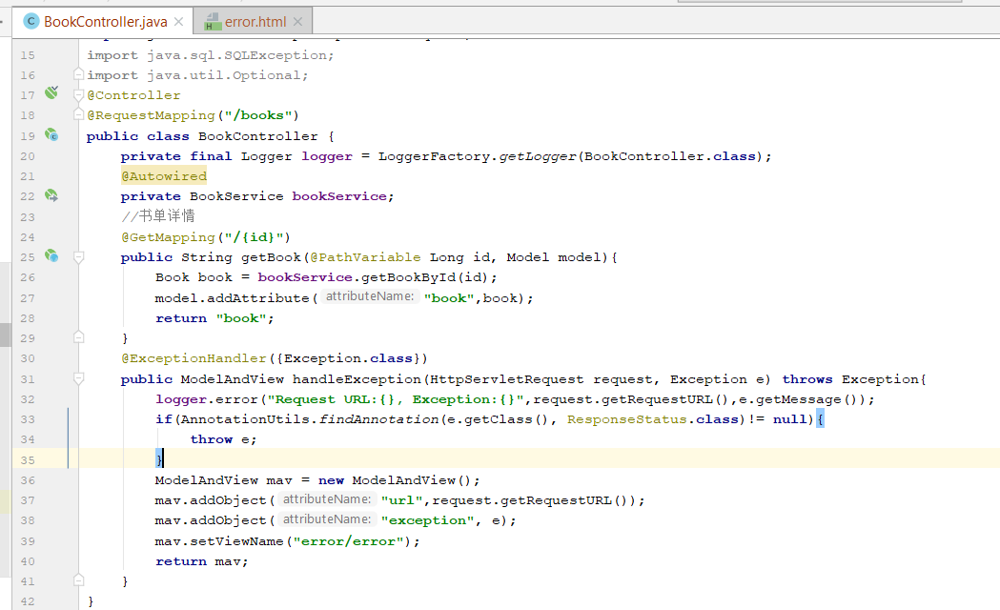 BookController.java
error.html
15 import java.sql.SQLException;
16 import java.util.Optional;
17 @Controller
18 @RequestMapping("/books")
19 public class BookController {
20 private final Logger logger = LoggerFactory.getLogger(BookController.class);
21 @Autowired
22 private BookService bookService;
23 //书单详情
24 @GetMapping("/{id}")
25 public String getBook(@PathVariable Long id, Model model){
26 Book book = bookService.getBookById(id);
27 model.addAttribute( attributeName: "book",book);
28 return "book";
29 }
30 @ExceptionHandler({Exception.class})
31 public ModelAndView handleException(HttpServletRequest request, Exception e) throws Exception{
32 logger.error("Request URL:{}, Exception:{}",request.getRequestURL(),e.getMessage());
33 if(AnnotationUtils.findAnnotation(e.getClass(), ResponseStatus.class)!= null){
34 throw e;
35 }
36 ModelAndView mav = new ModelAndView();
37 mav.addObject( attributeName: "url",request.getRequestURL());
38 mav.addObject( attributeName: "exception", e);
39 mav.setViewName("error/error");
40 return mav;
41 }
42 }